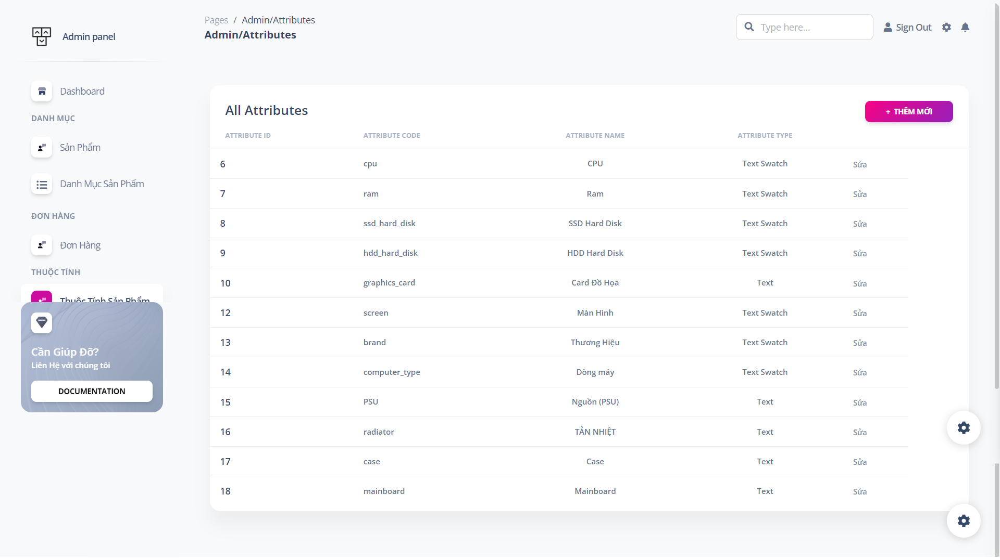 Admin panel
Pages / Admin/Attributes
Admin/Attributes
Type here...
Sign Out
Dashboard
DANH MỤC
Sản Phẩm
Danh Mục Sản Phẩm
ĐƠN HÀNG
Đơn Hàng
THUỘC TÍNH
Thuộc Tính Sản Phẩm
Cần Giúp Đỡ?
Liên Hệ với chúng tôi
DOCUMENTATION
All Attributes
+ THÊM MỚI
ATTRIBUTE ID ATTRIBUTE CODE ATTRIBUTE NAME ATTRIBUTE TYPE
6 cpu CPU Text Swatch Sửa
7 ram Ram Text Swatch Sửa
8 ssd_hard_disk SSD Hard Disk Text Swatch Sửa
9 hdd_hard_disk HDD Hard Disk Text Swatch Sửa
10 graphics_card Card Đồ Họa Text Sửa
12 screen Màn Hình Text Swatch Sửa
13 brand Thương Hiệu Text Swatch Sửa
14 computer_type Dòng máy Text Swatch Sửa
15 PSU Nguồn (PSU) Text Sửa
16 radiator TẢN NHIỆT Text Sửa
17 case Case Text Sửa
18 mainboard Mainboard Text Sửa